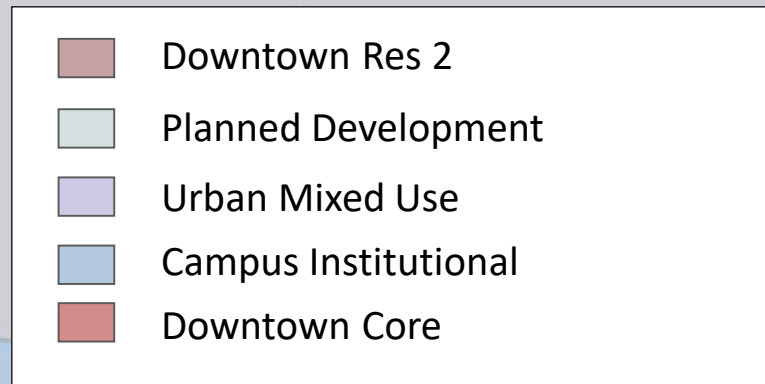 Downtown Res 2
Planned Development
Urban Mixed Use
Campus Institutional
Downtown Core